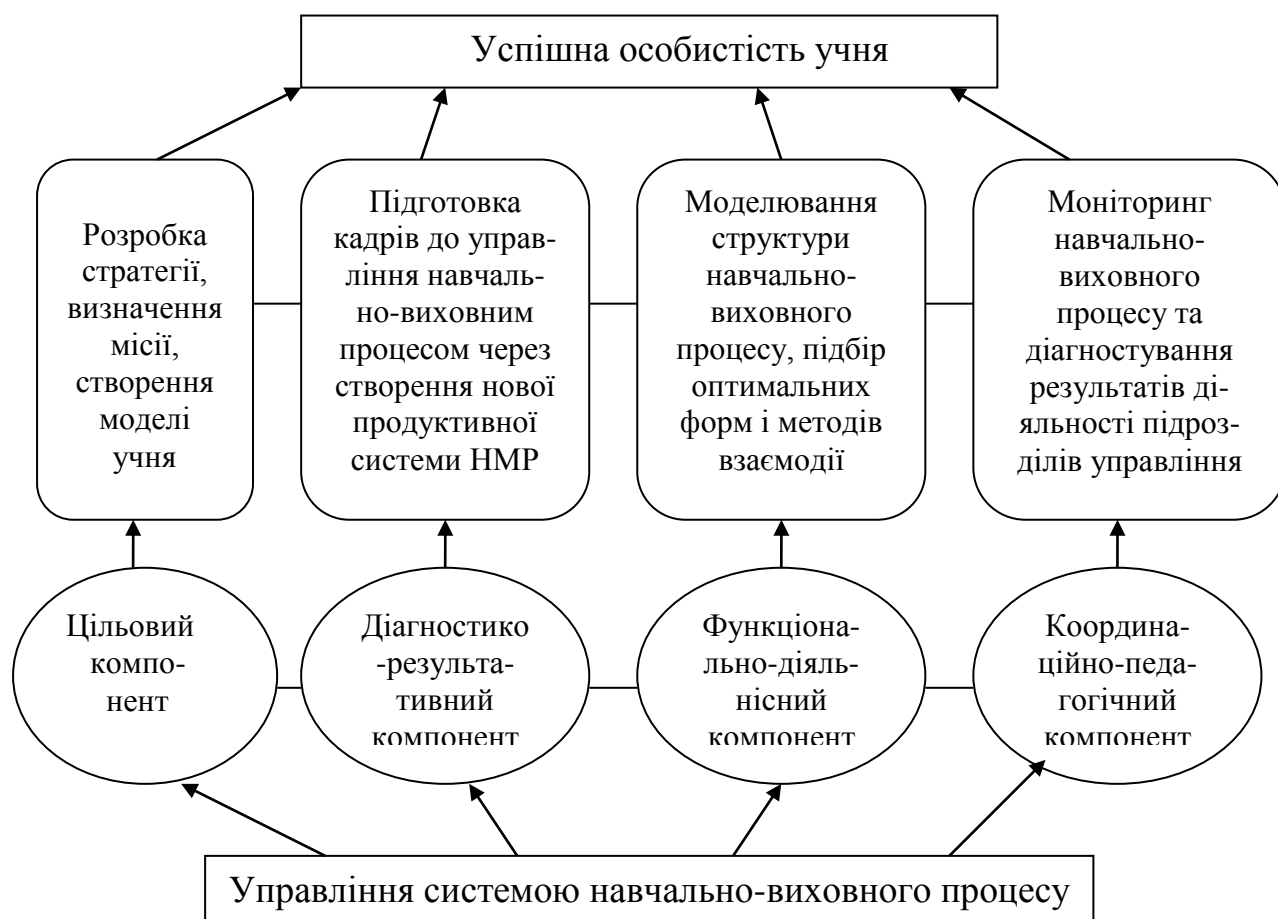 Успішна особистість учня
Розробка
стратегії,
визначення
місії,
створення
моделі
учня
Підготовка
кадрів до управ-
ління навчаль-
но-виховним
процесом через
створення нової
продуктивної
системи НМР
Моделювання
структури
навчально-
виховного
процесу, підбір
оптимальних
форм і методів
взаємодії
Моніторинг
навчально-
виховного
процесу та
діагностування
результатів ді-
яльності підроз-
ділів управління
Цільовий
компо-
нент
Діагностико
-результа-
тивний
компонент
Функціона-
льно-діяль-
нісний
компонент
Координа-
ційно-педа-
гогічний
компонент
Управління системою навчально-виховного процесу